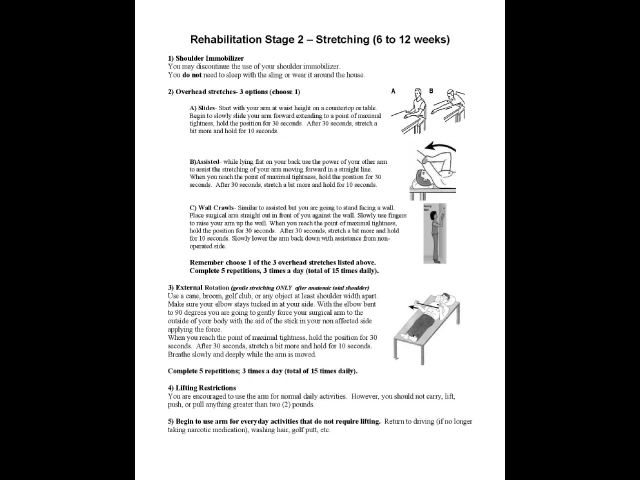 Rehabilitation Stage 2 – Stretching (6 to 12 weeks)
1) Shoulder Immobilizer
You may discontinue the use of your shoulder immobilizer.
You do not need to sleep with the sling or wear it around the house.
2) Overhead stretches- 3 options (choose 1)
A B
A) Slides- Start with your arm at waist height on a countertop or table.
Begin to slowly slide your arm forward extending to a point of maximal
tightness, hold the position for 30 seconds. After 30 seconds, stretch a
bit more and hold for 10 seconds.
B)Assisted- while lying flat on your back use the power of your other arm
to assist the stretching of your arm moving forward in a straight line.
When you reach the point of maximal tightness, hold the position for 30
seconds. After 30 seconds, stretch a bit more and hold for 10 seconds.
C) Wall Crawls- Similar to assisted but you are going to stand facing a wall.
Place surgical arm straight out in front of you against the wall. Slowly use fingers
to raise your arm up the wall. When you reach the point of maximal tightness,
hold the position for 30 seconds. After 30 seconds, stretch a bit more and hold
for 10 seconds. Slowly lower the arm back down with assistance from non-
operated side.
Remember choose 1 of the 3 overhead stretches listed above.
Complete 5 repetitions, 3 times a day (total of 15 times daily).
3) External Rotation (gentle stretching ONLY after anatomic total shoulder)
Use a cane, broom, golf club, or any object at least shoulder width apart.
Make sure your elbow stays tucked in at your side. With the elbow bent
to 90 degrees you are going to gently force your surgical arm to the
outside of your body with the aid of the stick in your non affected side
applying the force.
When you reach the point of maximal tightness, hold the position for 30
seconds. After 30 seconds, stretch a bit more and hold for 10 seconds.
Breathe slowly and deeply while the arm is moved.
Complete 5 repetitions; 3 times a day (total of 15 times daily).
4) Lifting Restrictions
You are encouraged to use the arm for normal daily activities. However, you should not carry, lift,
push, or pull anything greater than two (2) pounds.
5) Begin to use arm for everyday activities that do not require lifting. Return to driving (if no longer
taking narcotic medication), washing hair, golf putt, etc.